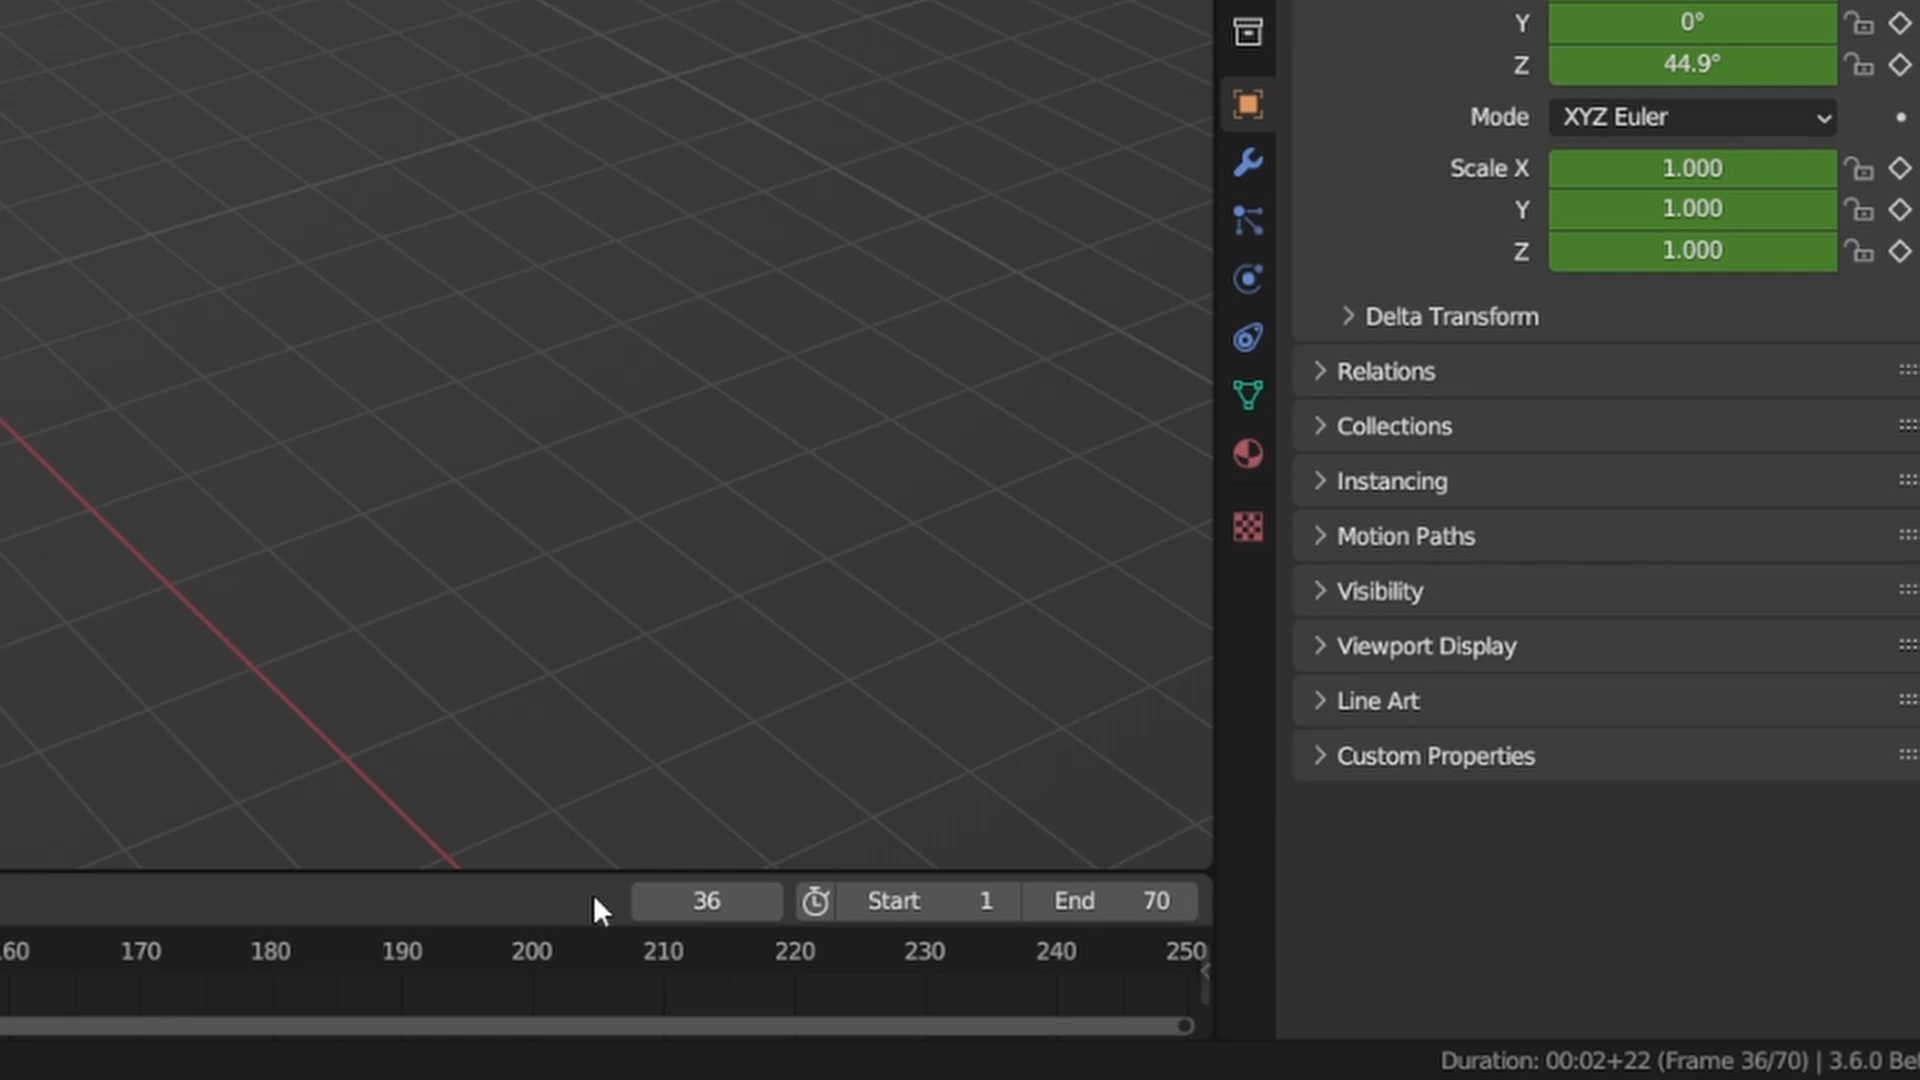 Y 0°
Z 44.9°
Mode XYZ Euler
Scale X 1.000
Y 1.000
Z 1.000
Delta Transform
Relations
Collections
Instancing
Motion Paths
Visibility
Viewport Display
Line Art
Custom Properties
36 Start 1 End 70
60 170 180 190 200 210 220 230 240 250
Duration: 00:02+22 (Frame 36/70) | 3.6.0 Be